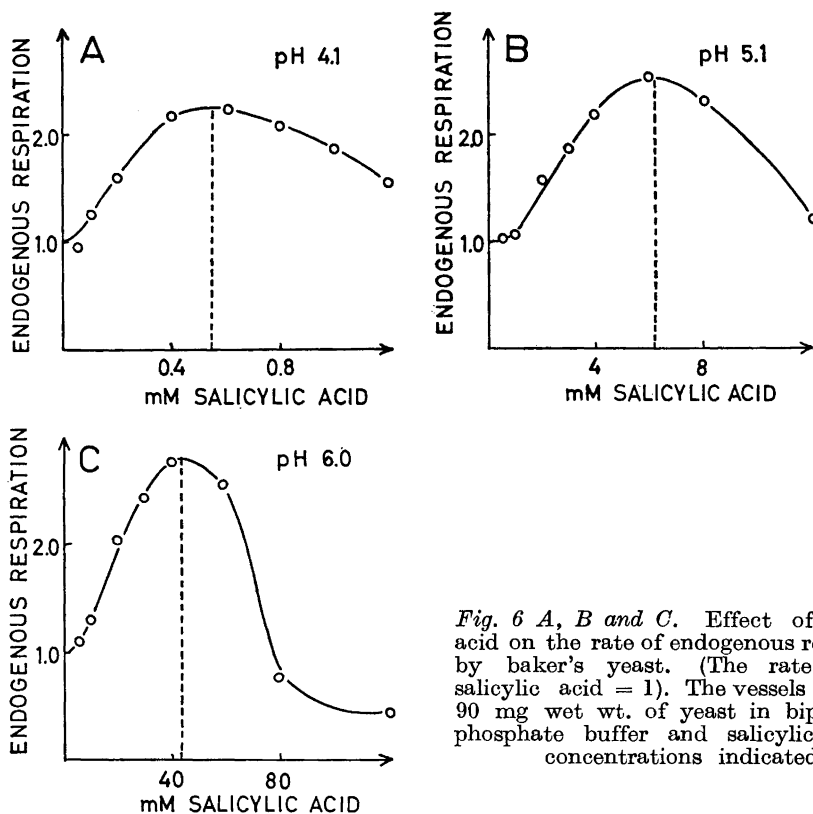 A
pH 4.1
ENDOGENOUS RESPIRATION
2.0
1.0
0.4
0.8
mM SALICYLIC ACID
B
pH 5.1
ENDOGENOUS RESPIRATION
2.0
1.0
4
8
mM SALICYLIC ACID
C
pH 6.0
ENDOGENOUS RESPIRATION
2.0
1.0
40
80
mM SALICYLIC ACID
Fig. 6 A, B and C. Effect of
acid on the rate of endogenous r
by baker's yeast. (The rate
salicylic acid = 1). The vessels
90 mg wet wt. of yeast in bip
phosphate buffer and salicylic
concentrations indicated